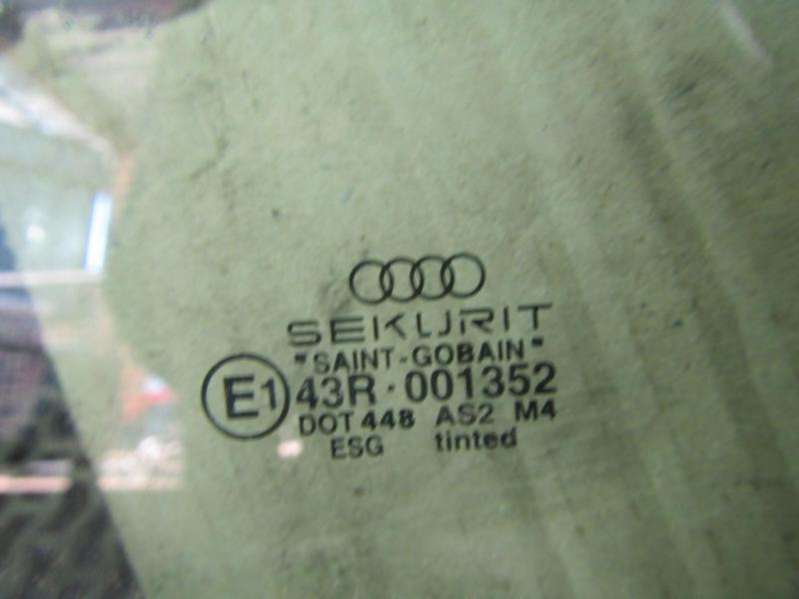 SEKURIT
"SAINT-GOBAIN"
E1 43R·001352
DOT 448 AS2 M4
ESG tinted